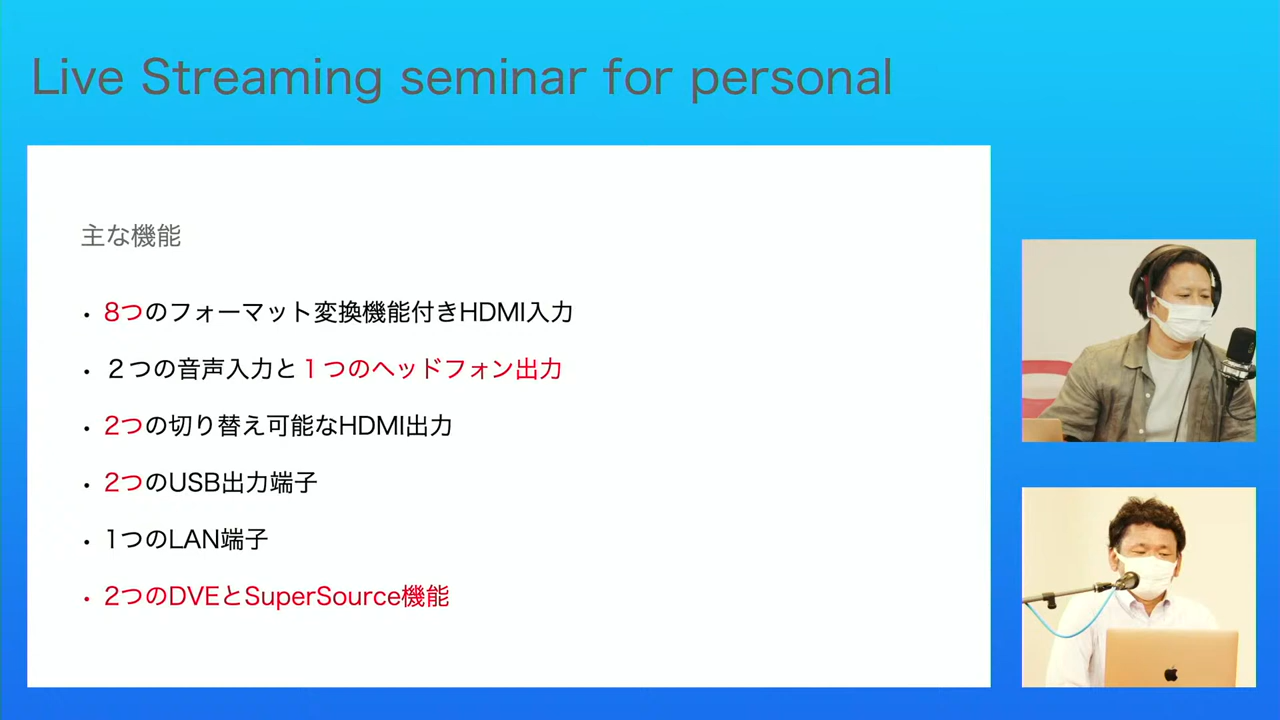 Live Streaming seminar for personal
主な機能
・8つのフォーマット変換機能付きHDMI入力
・２つの音声入力と１つのヘッドフォン出力
・2つの切り替え可能なHDMI出力
・2つのUSB出力端子
・1つのLAN端子
・2つのDVEとSuperSource機能